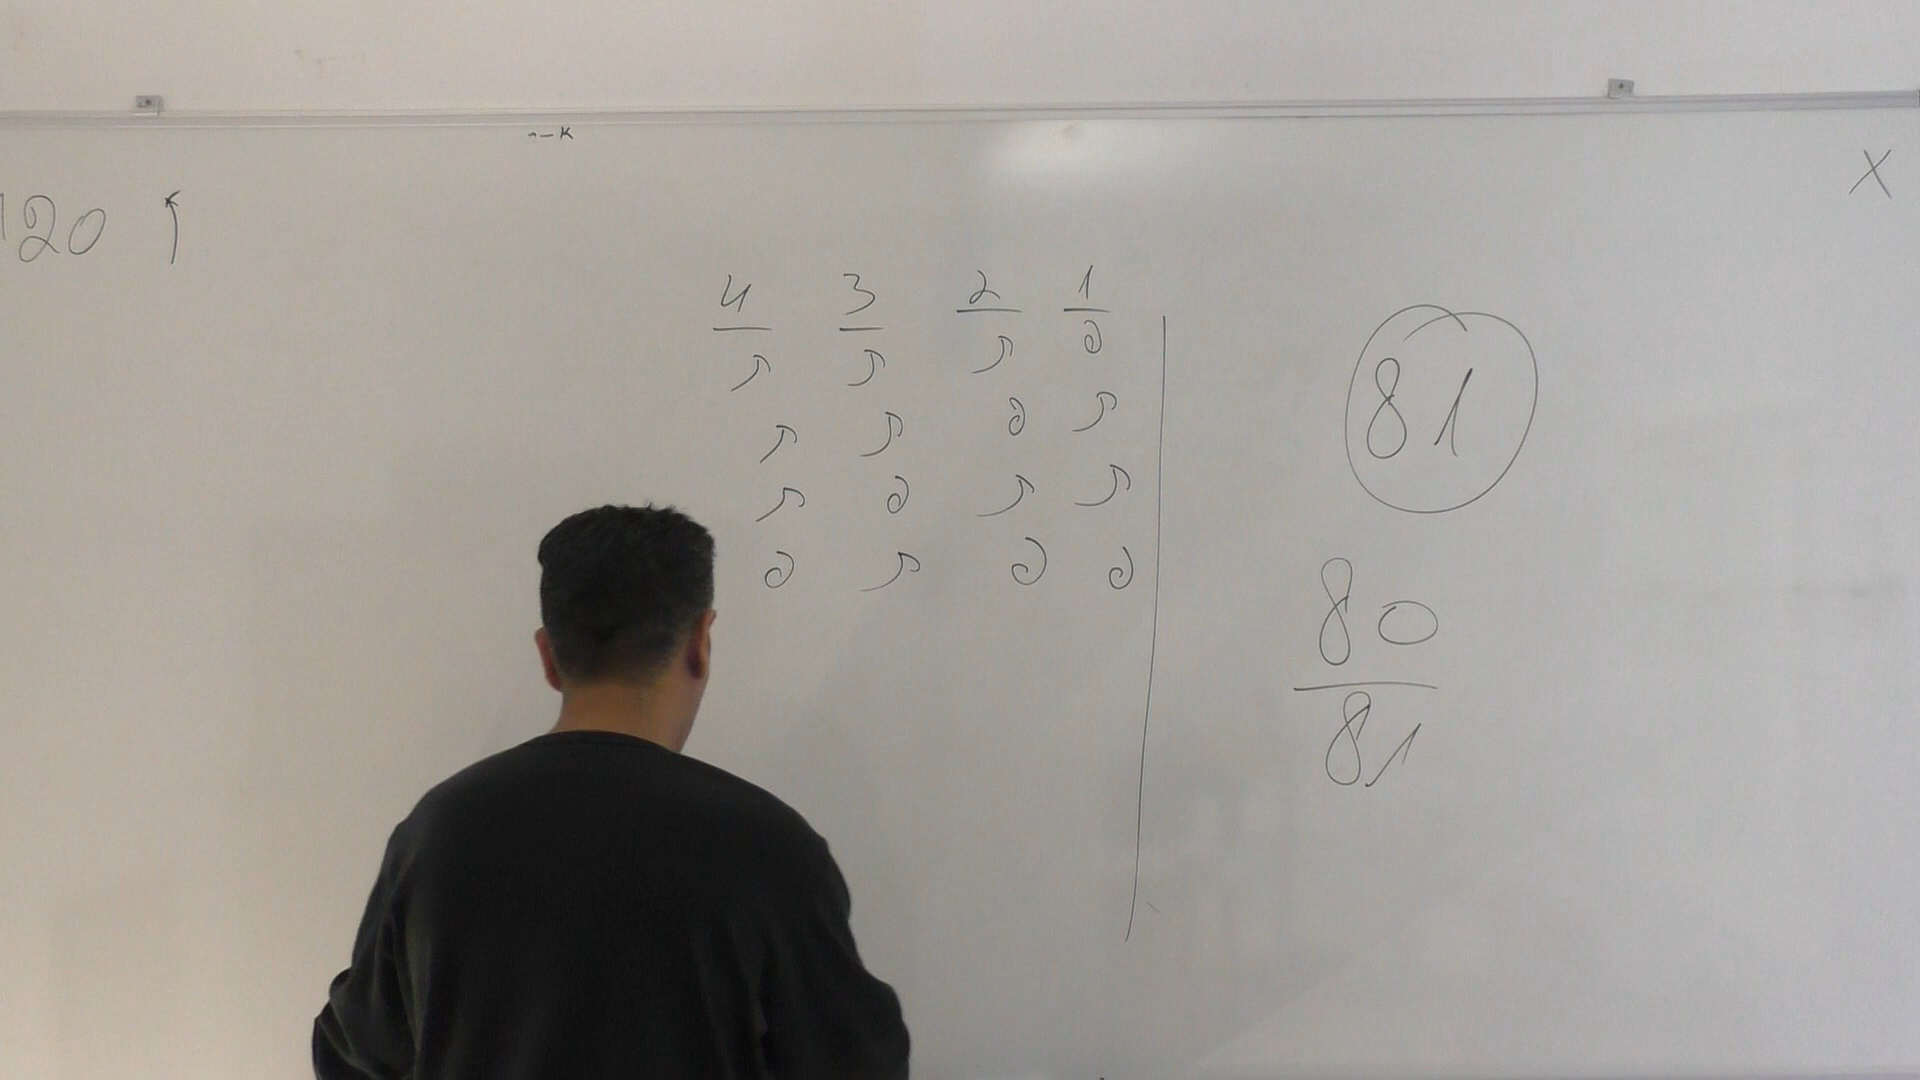 n-k
120 ↑
X
1 2 3 4
פ ת ת ת
ת פ ת ת
ת ת פ ת
פ פ ת פ
81
80
81